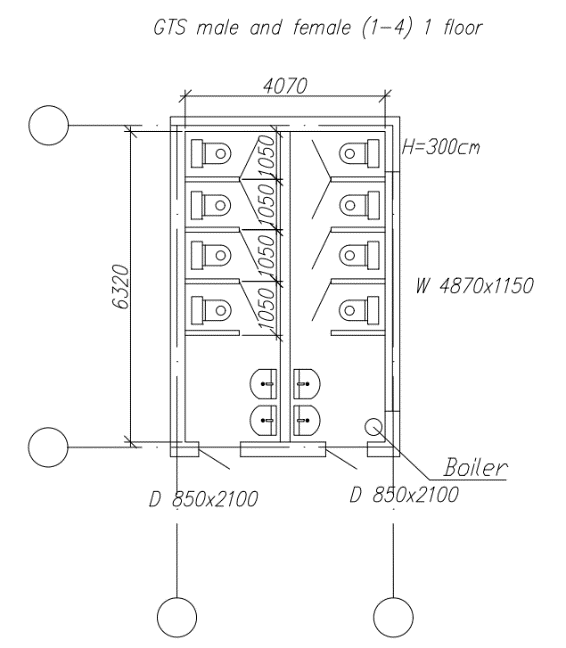 GTS male and female (1-4) 1 floor
4070
H=300cm
1050
1050
1050
1050
6320
W 4870x1150
Boiler
D 850x2100
D 850x2100